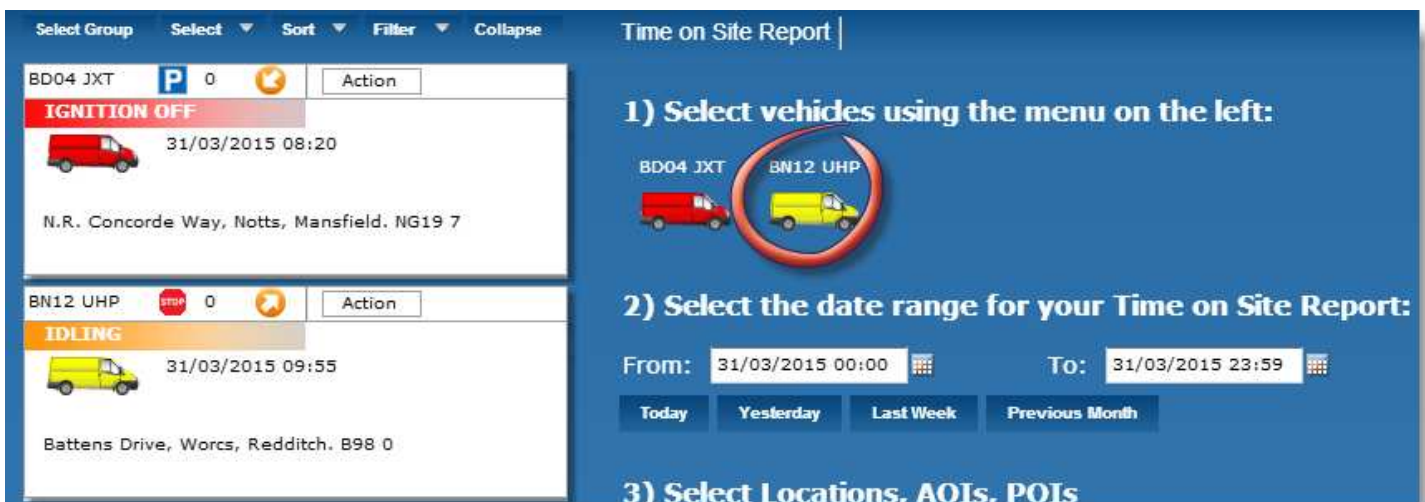 Select Group Select Sort Filter Collapse
BD04 JXT P 0 Action
IGNITION OFF
31/03/2015 08:20
N.R. Concorde Way, Notts, Mansfield. NG19 7
BN12 UHP STOP 0 Action
IDLING
31/03/2015 09:55
Battens Drive, Worcs, Redditch. B98 0
Time on Site Report
1) Select vehicles using the menu on the left:
BD04 JXT BN12 UHP
2) Select the date range for your Time on Site Report:
From: 31/03/2015 00:00 To: 31/03/2015 23:59
Today Yesterday Last Week Previous Month
3) Select Locations, AOIs, POIs